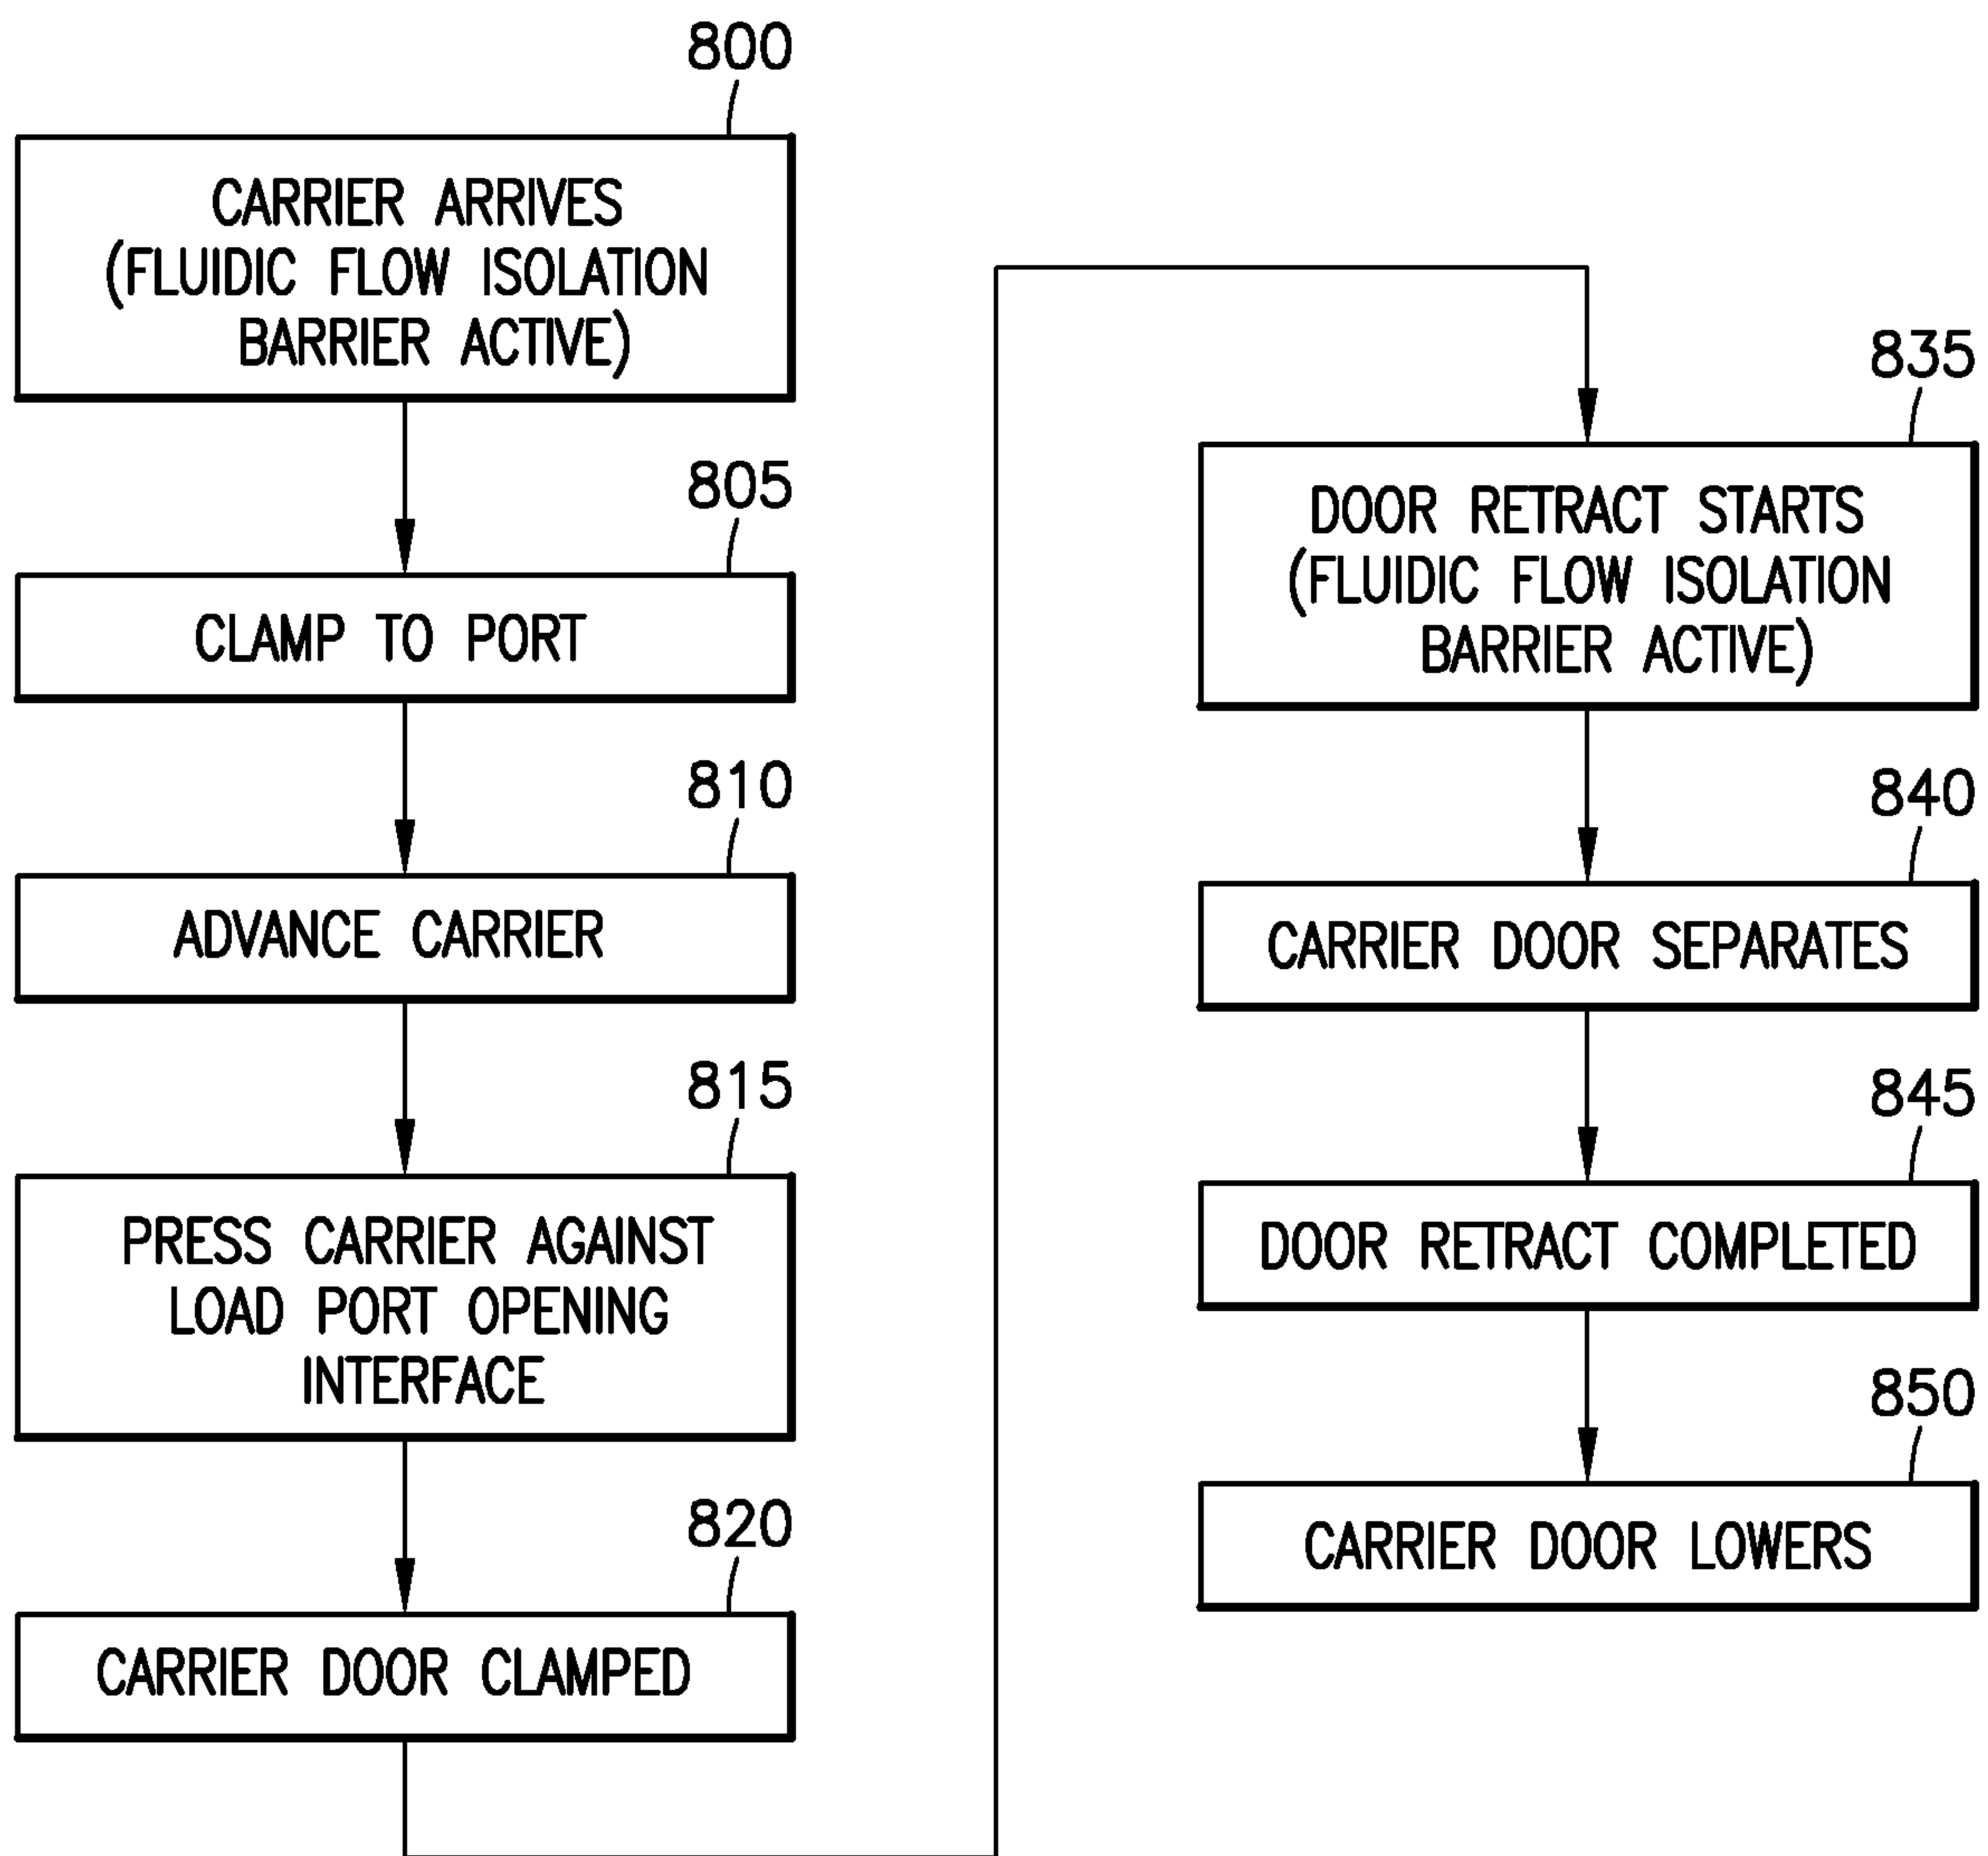 800
CARRIER ARRIVES
(FLUIDIC FLOW ISOLATION
BARRIER ACTIVE)
805
CLAMP TO PORT
810
ADVANCE CARRIER
815
PRESS CARRIER AGAINST
LOAD PORT OPENING
INTERFACE
820
CARRIER DOOR CLAMPED
835
DOOR RETRACT STARTS
(FLUIDIC FLOW ISOLATION
BARRIER ACTIVE)
840
CARRIER DOOR SEPARATES
845
DOOR RETRACT COMPLETED
850
CARRIER DOOR LOWERS